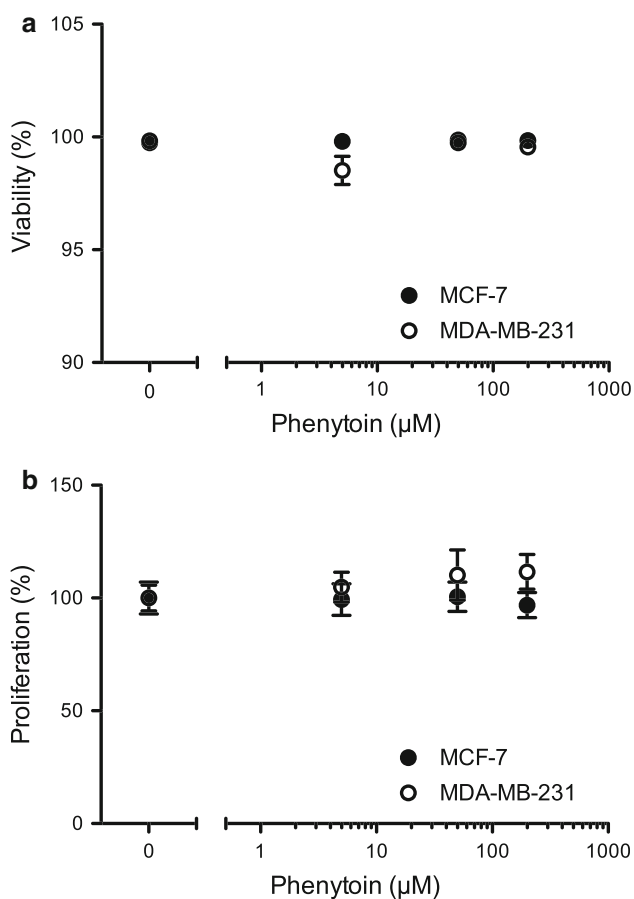 a
105
100
95
90
Viability (%)
MCF-7
MDA-MB-231
0 1 10 100 1000
Phenytoin (µM)
b
150
100
50
0
Proliferation (%)
MCF-7
MDA-MB-231
0 1 10 100 1000
Phenytoin (µM)